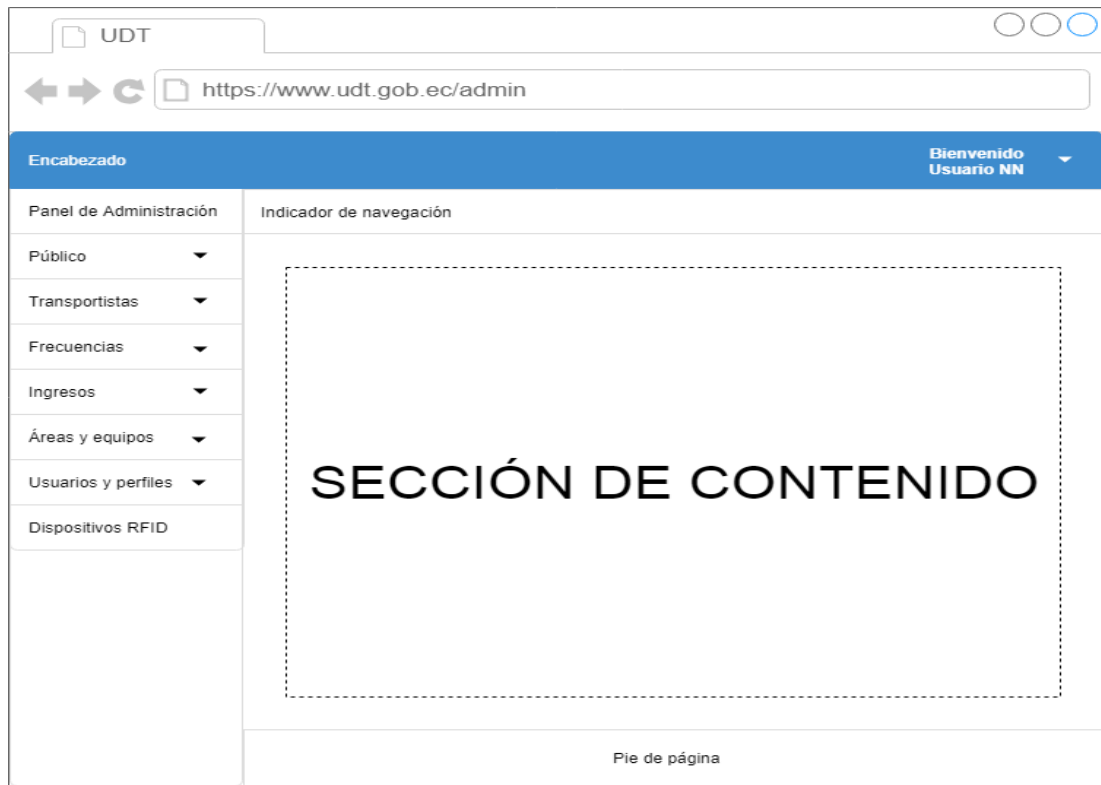 UDT
https://www.udt.gob.ec/admin
Encabezado
Bienvenido
Usuario NN
Panel de Administración
Indicador de navegación
Público
Transportistas
Frecuencias
Ingresos
Áreas y equipos
Usuarios y perfiles
Dispositivos RFID
SECCIÓN DE CONTENIDO
Pie de página